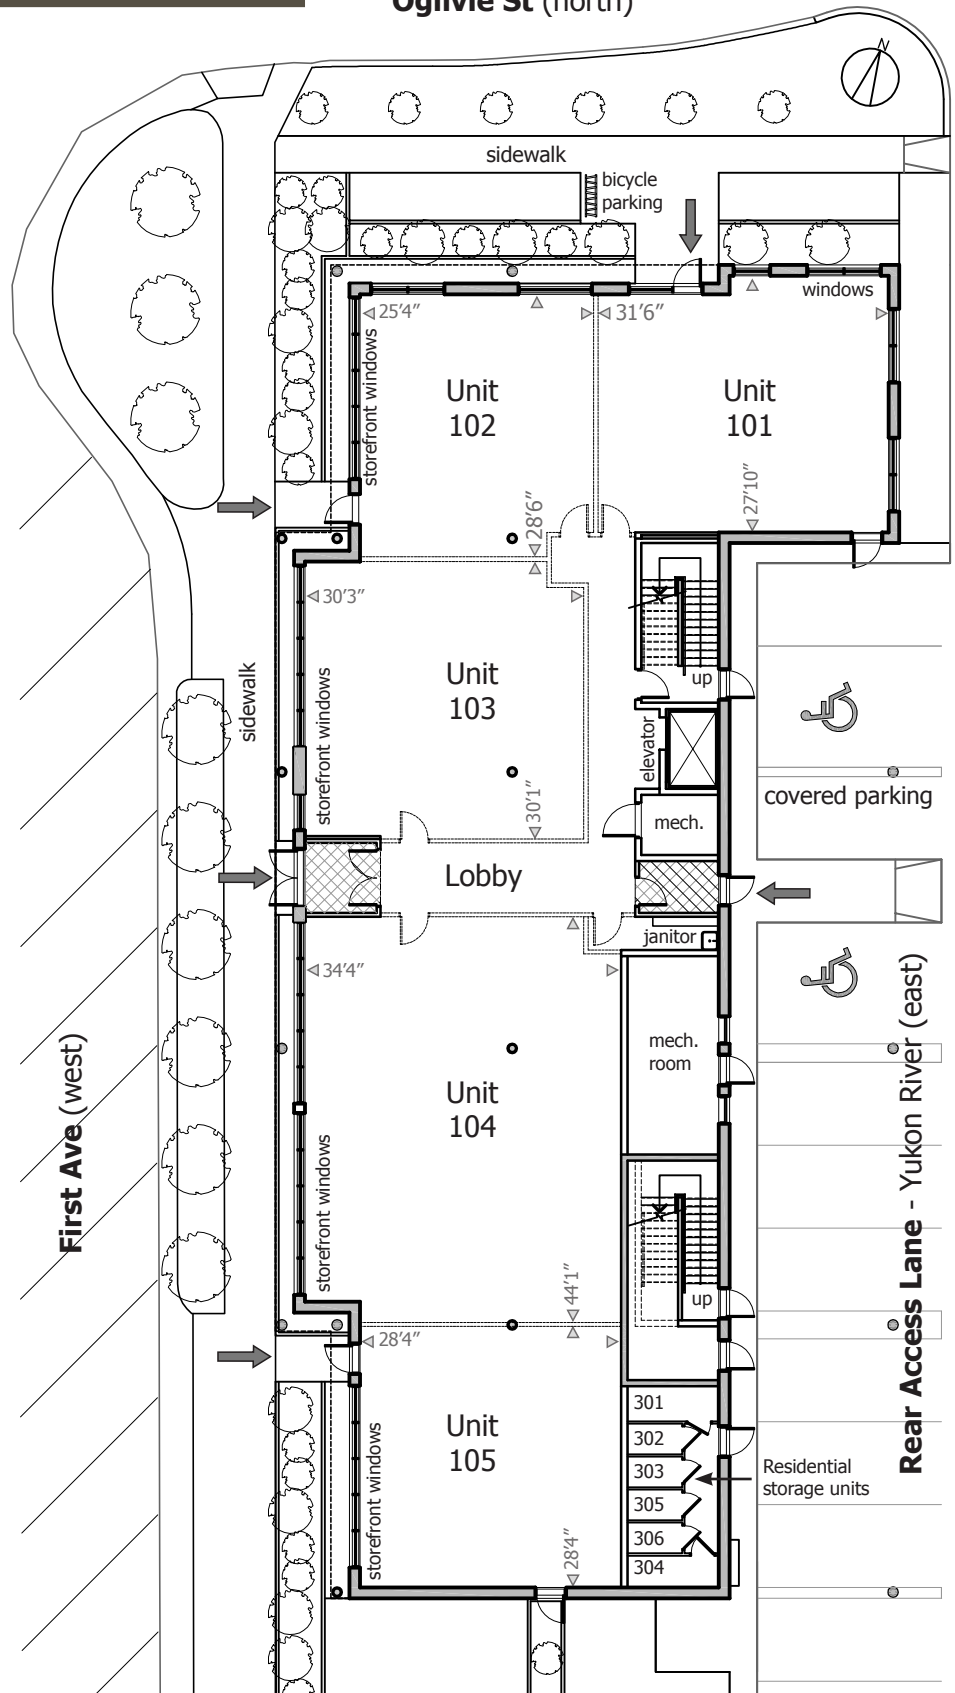 Ogilvie St (north)
N
sidewalk
bicycle
parking
windows
25'4"
31'6"
storefront windows
Unit
102
Unit
101
28'6"
27'10"
30'3"
sidewalk
storefront windows
Unit
103
up
elevator
30'1"
mech.
covered parking
Lobby
janitor
34'4"
First Ave (west)
mech.
room
Unit
104
storefront windows
Rear Access Lane - Yukon River (east)
44'1"
up
28'4"
Unit
105
storefront windows
28'4"
301
302
303
305
306
304
Residential
storage units